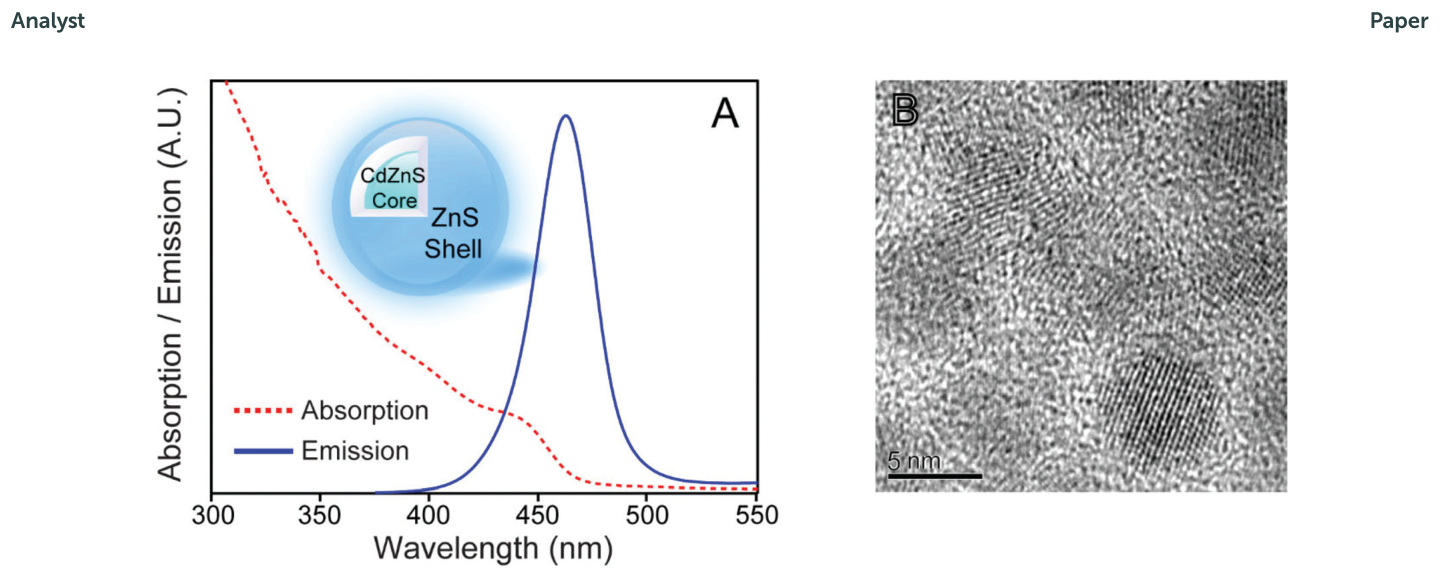 Analyst
Paper
A
CdZnS
Core
ZnS
Shell
Absorption / Emission (A.U.)
Absorption
Emission
300 350 400 450 500 550
Wavelength (nm)
B
5 nm